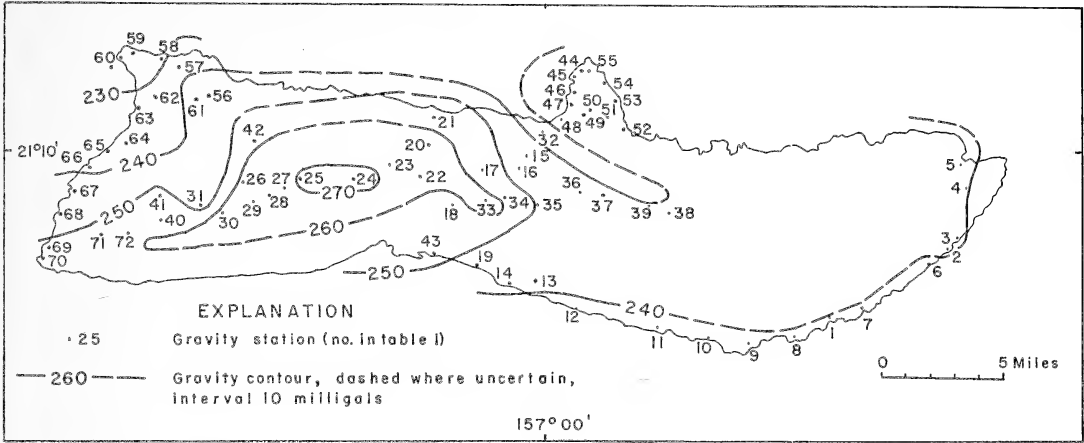 59 58 44 55
60 57 45 54
46
62 56 50 53
230 61 47 51
63 48 49 52
21
64 42 32
21°10' 65 20 15 5
66 240 23 17 16
26 27 25 24 22 36 4
67 270 37
31 28 33 34 35 39 38
68 250 41 29 18
40 30 260 3
69 71 72 43 2
70 19 6
250 14 13
240
EXPLANATION 12 1 7
• 25 Gravity station (no. in table 1) 11 10 9 8
0 5 Miles
260 Gravity contour, dashed where uncertain,
interval 10 milligals
157°00'